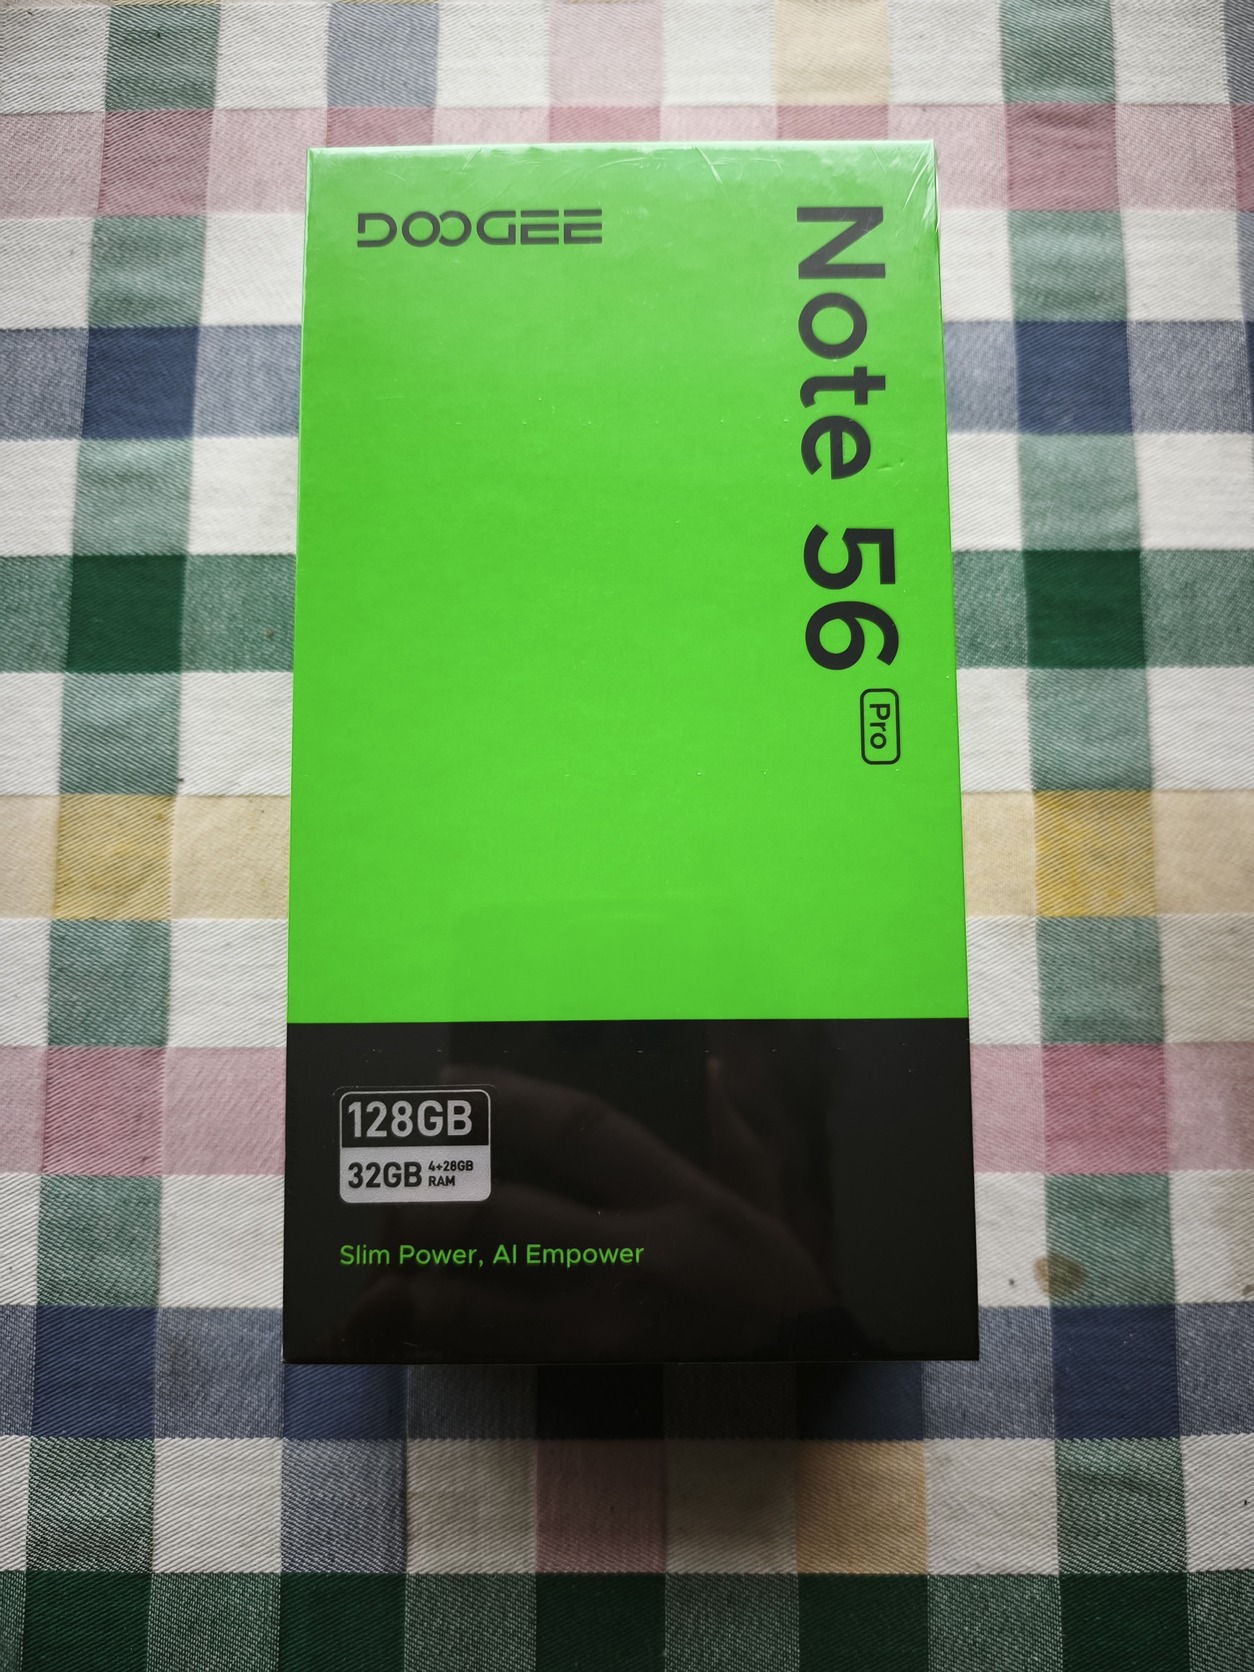 DOOGEE
Note 56 Pro
128GB
32GB 4+28GB RAM
Slim Power, AI Empower